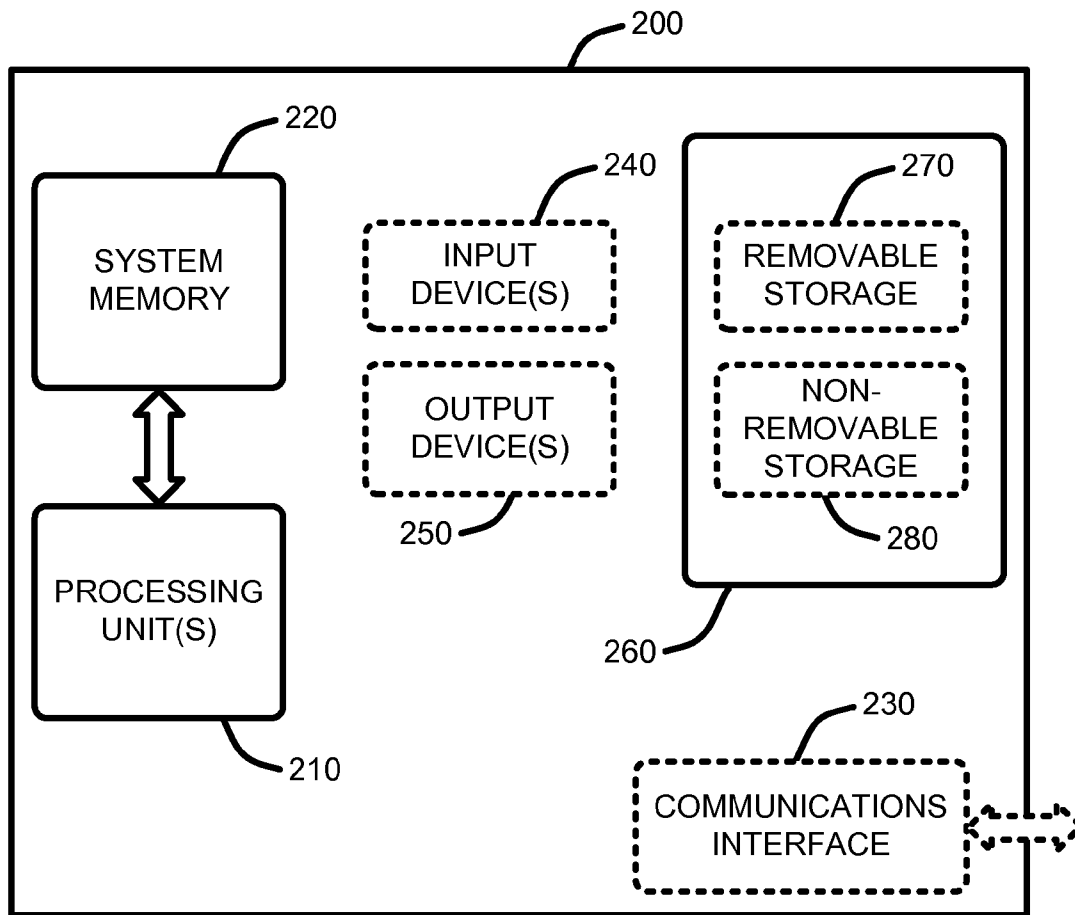 200
220
SYSTEM
MEMORY
240
INPUT
DEVICE(S)
270
REMOVABLE
STORAGE
OUTPUT
DEVICE(S)
250
NON-
REMOVABLE
STORAGE
280
260
PROCESSING
UNIT(S)
210
230
COMMUNICATIONS
INTERFACE